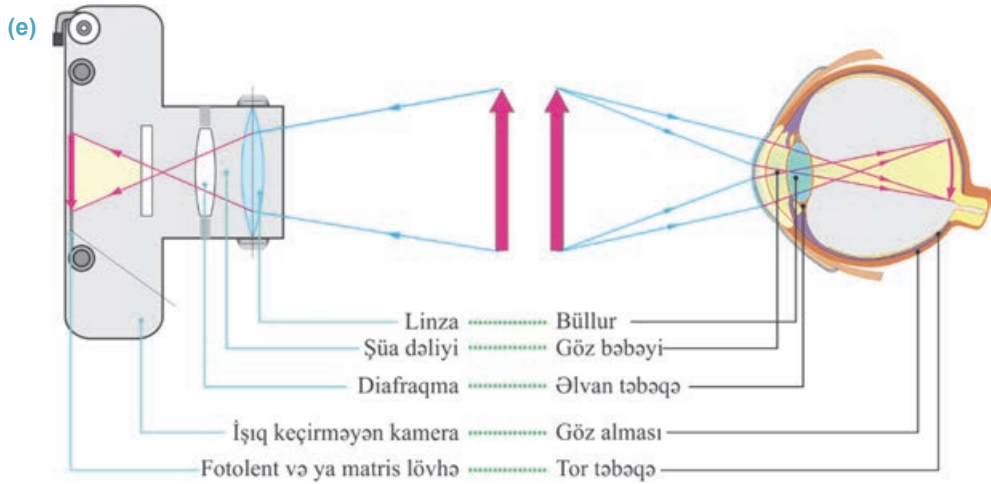 (e)
Linza Büllur
Şüa dəliyi Göz bəbəyi
Diafraqma Əlvan təbəqə
İşıq keçirməyən kamera Göz alması
Fotolent və ya matris lövhə Tor təbəqə